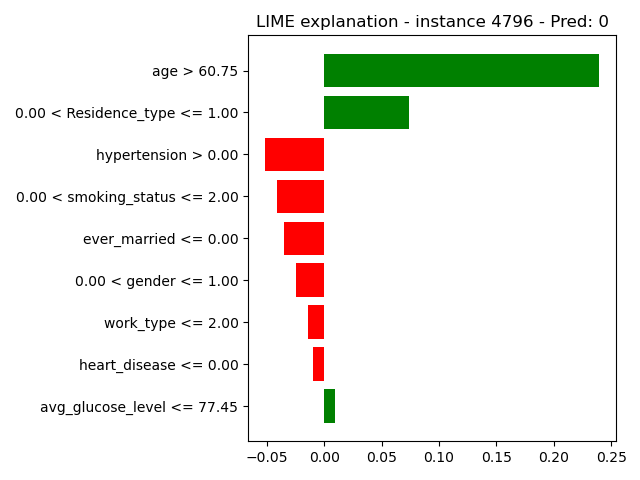 LIME explanation - instance 4796 - Pred: 0
age > 60.75
0.00 < Residence_type <= 1.00
hypertension > 0.00
0.00 < smoking_status <= 2.00
ever_married <= 0.00
0.00 < gender <= 1.00
work_type <= 2.00
heart_disease <= 0.00
avg_glucose_level <= 77.45
−0.05 0.00 0.05 0.10 0.15 0.20 0.25